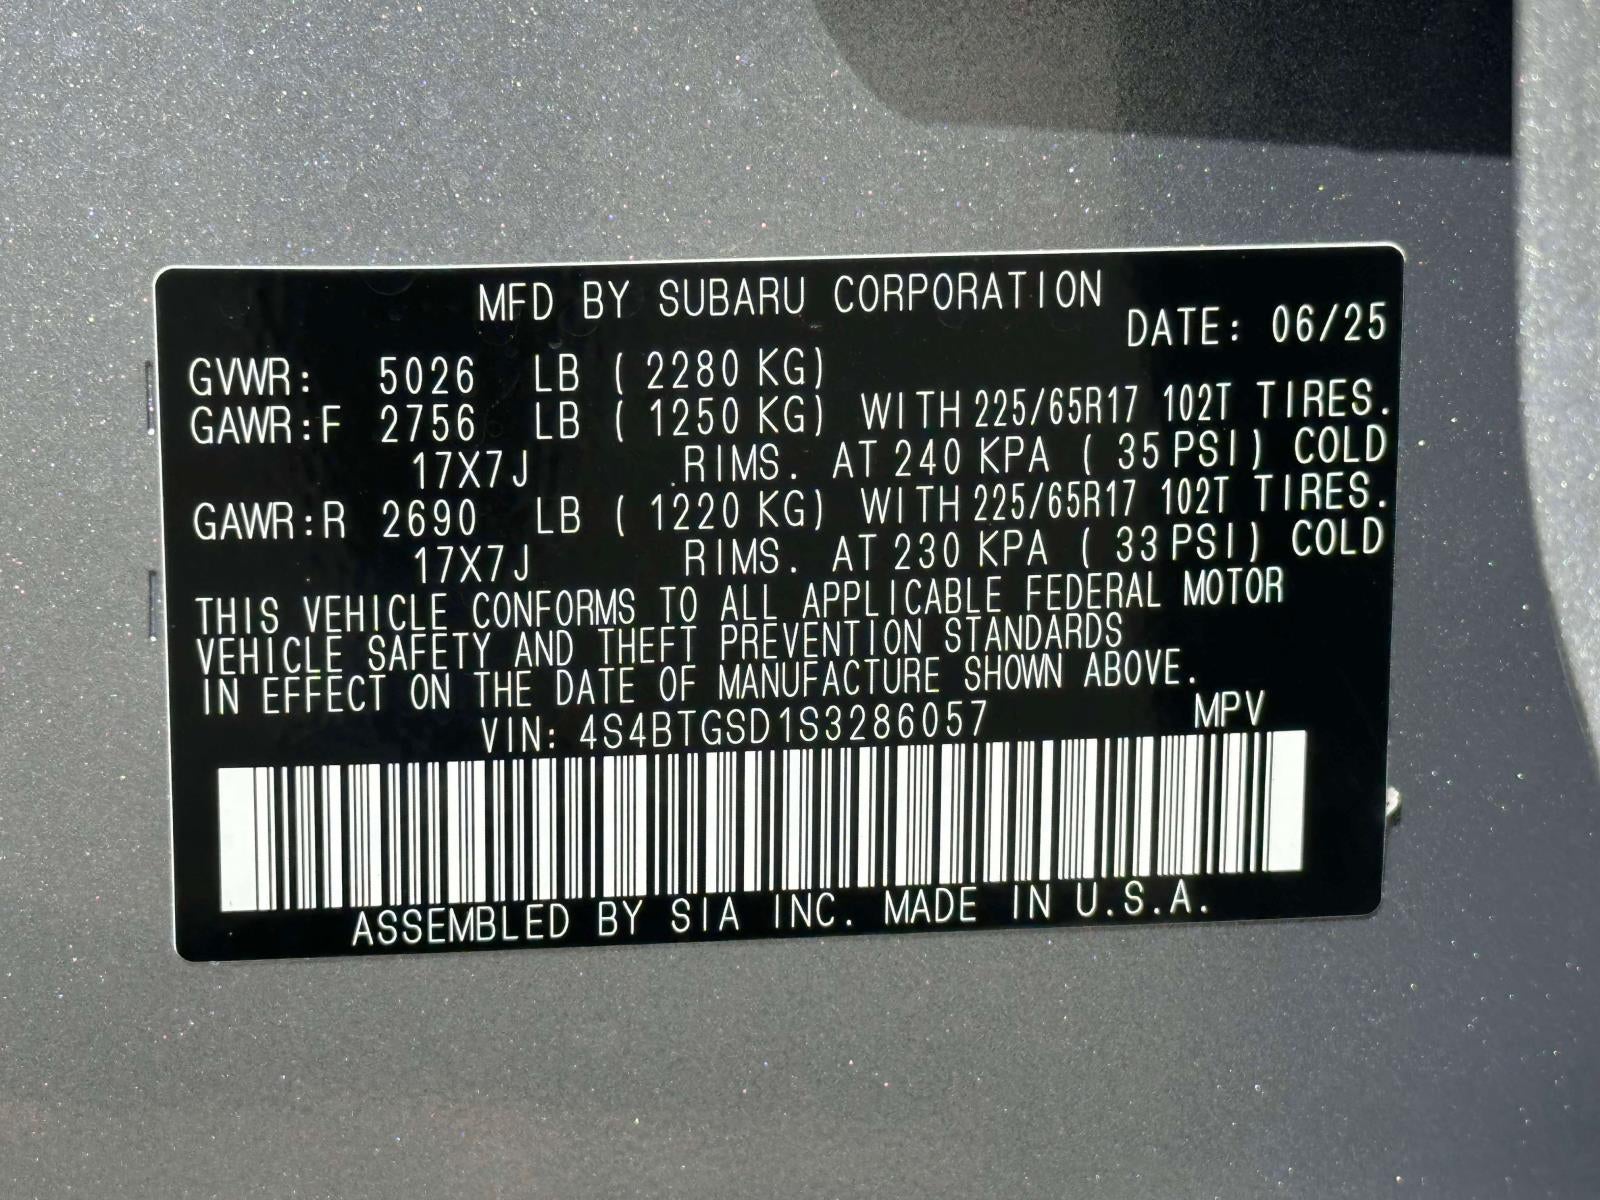 MFD BY SUBARU CORPORATION
DATE: 06/25
GVWR: 5026 LB ( 2280 KG)
GAWR:F 2756 LB ( 1250 KG) WITH 225/65R17 102T TIRES.
17X7J RIMS. AT 240 KPA ( 35 PSI) COLD
GAWR:R 2690 LB ( 1220 KG) WITH 225/65R17 102T TIRES.
17X7J RIMS. AT 230 KPA ( 33 PSI) COLD
THIS VEHICLE CONFORMS TO ALL APPLICABLE FEDERAL MOTOR
VEHICLE SAFETY AND THEFT PREVENTION STANDARDS
IN EFFECT ON THE DATE OF MANUFACTURE SHOWN ABOVE.
VIN: 4S4BTGSD1S3286057 MPV
ASSEMBLED BY SIA INC. MADE IN U.S.A.